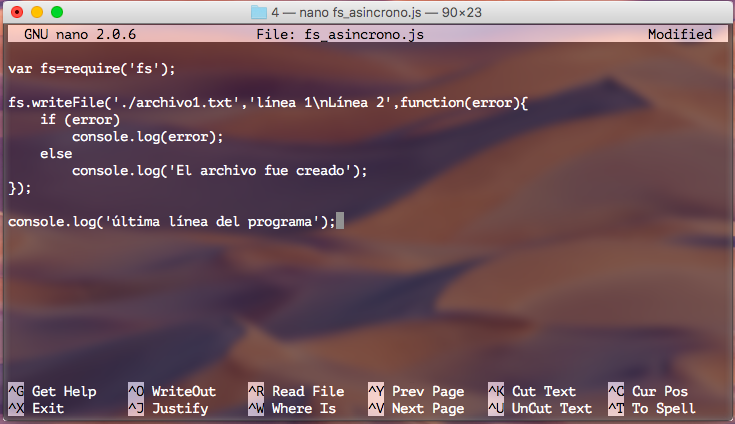 4 — nano fs_asincrono.js — 90×23
GNU nano 2.0.6 File: fs_asincrono.js Modified
var fs=require('fs');
fs.writeFile('./archivo1.txt','línea 1\nLínea 2',function(error){
    if (error)
        console.log(error);
    else
        console.log('El archivo fue creado');
});
console.log('última línea del programa');
^G Get Help ^O WriteOut ^R Read File ^Y Prev Page ^K Cut Text ^C Cur Pos
^X Exit ^J Justify ^W Where Is ^V Next Page ^U UnCut Text ^T To Spell